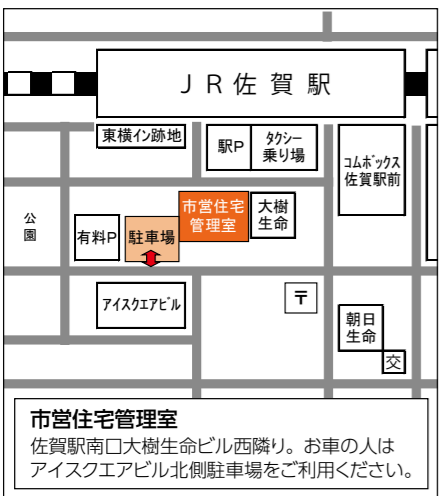 JR佐賀駅
東横イン跡地
駅P
タクシー
乗り場
コムボックス
佐賀駅前
公園
有料P
駐車場
市営住宅
管理室
大樹
生命
アイスクエアビル
〒
朝日
生命
交
市営住宅管理室
佐賀駅南口大樹生命ビル西隣り。お車の人は
アイスクエアビル北側駐車場をご利用ください。